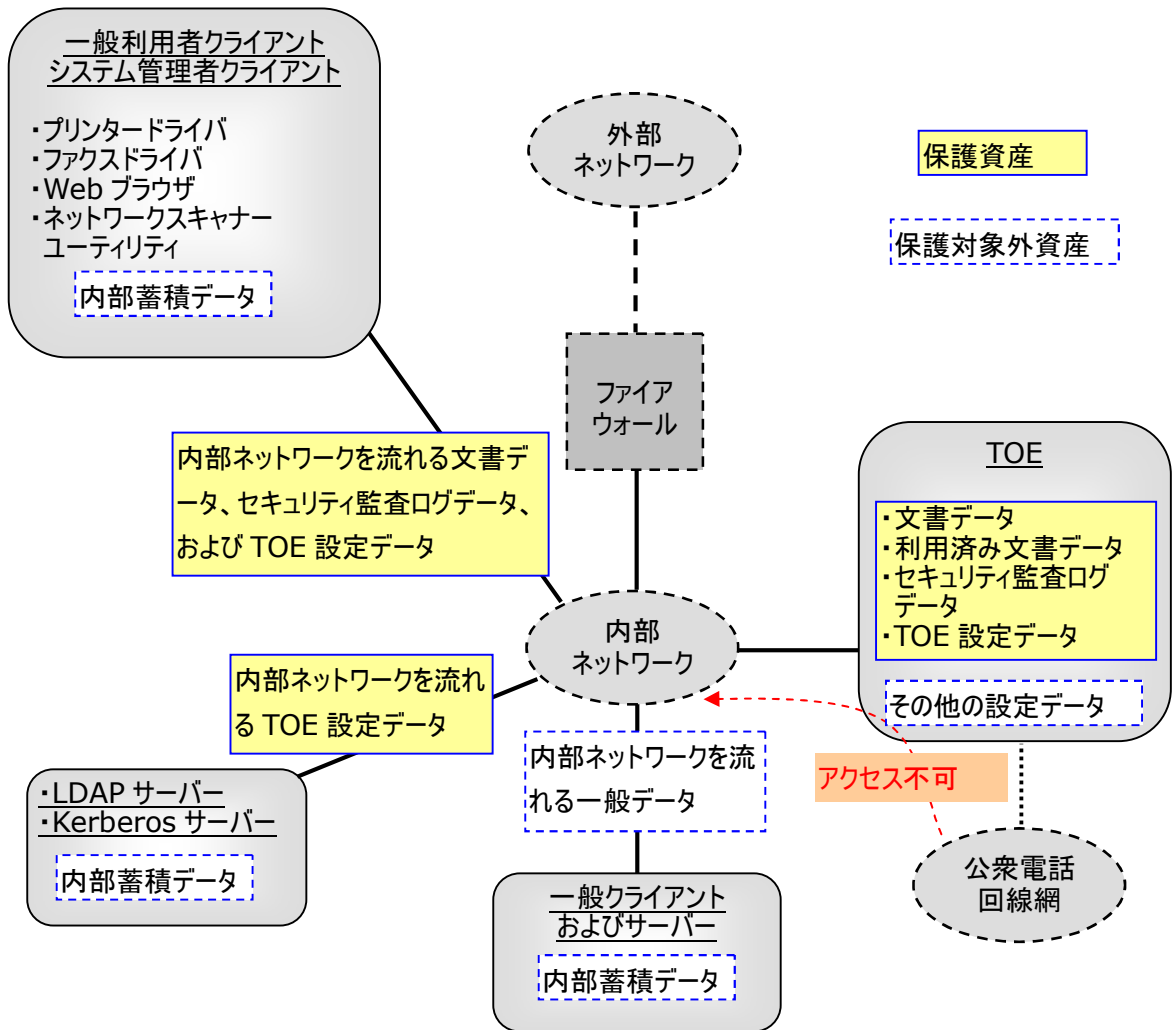 一般利用者クライアント
システム管理者クライアント
・プリンタードライバ
・ファクスドライバ
・Web ブラウザ
・ネットワークスキャナー
ユーティリティ
内部蓄積データ
外部
ネットワーク
保護資産
保護対象外資産
ファイア
ウォール
内部ネットワークを流れる文書デ
ータ、セキュリティ監査ログデータ、
および TOE 設定データ
TOE
・文書データ
・利用済み文書データ
・セキュリティ監査ログ
データ
・TOE 設定データ
その他の設定データ
内部
ネットワーク
内部ネットワークを流れ
る TOE 設定データ
内部ネットワークを流
れる一般データ
アクセス不可
・LDAP サーバー
・Kerberos サーバー
内部蓄積データ
公衆電話
回線網
一般クライアント
およびサーバー
内部蓄積データ